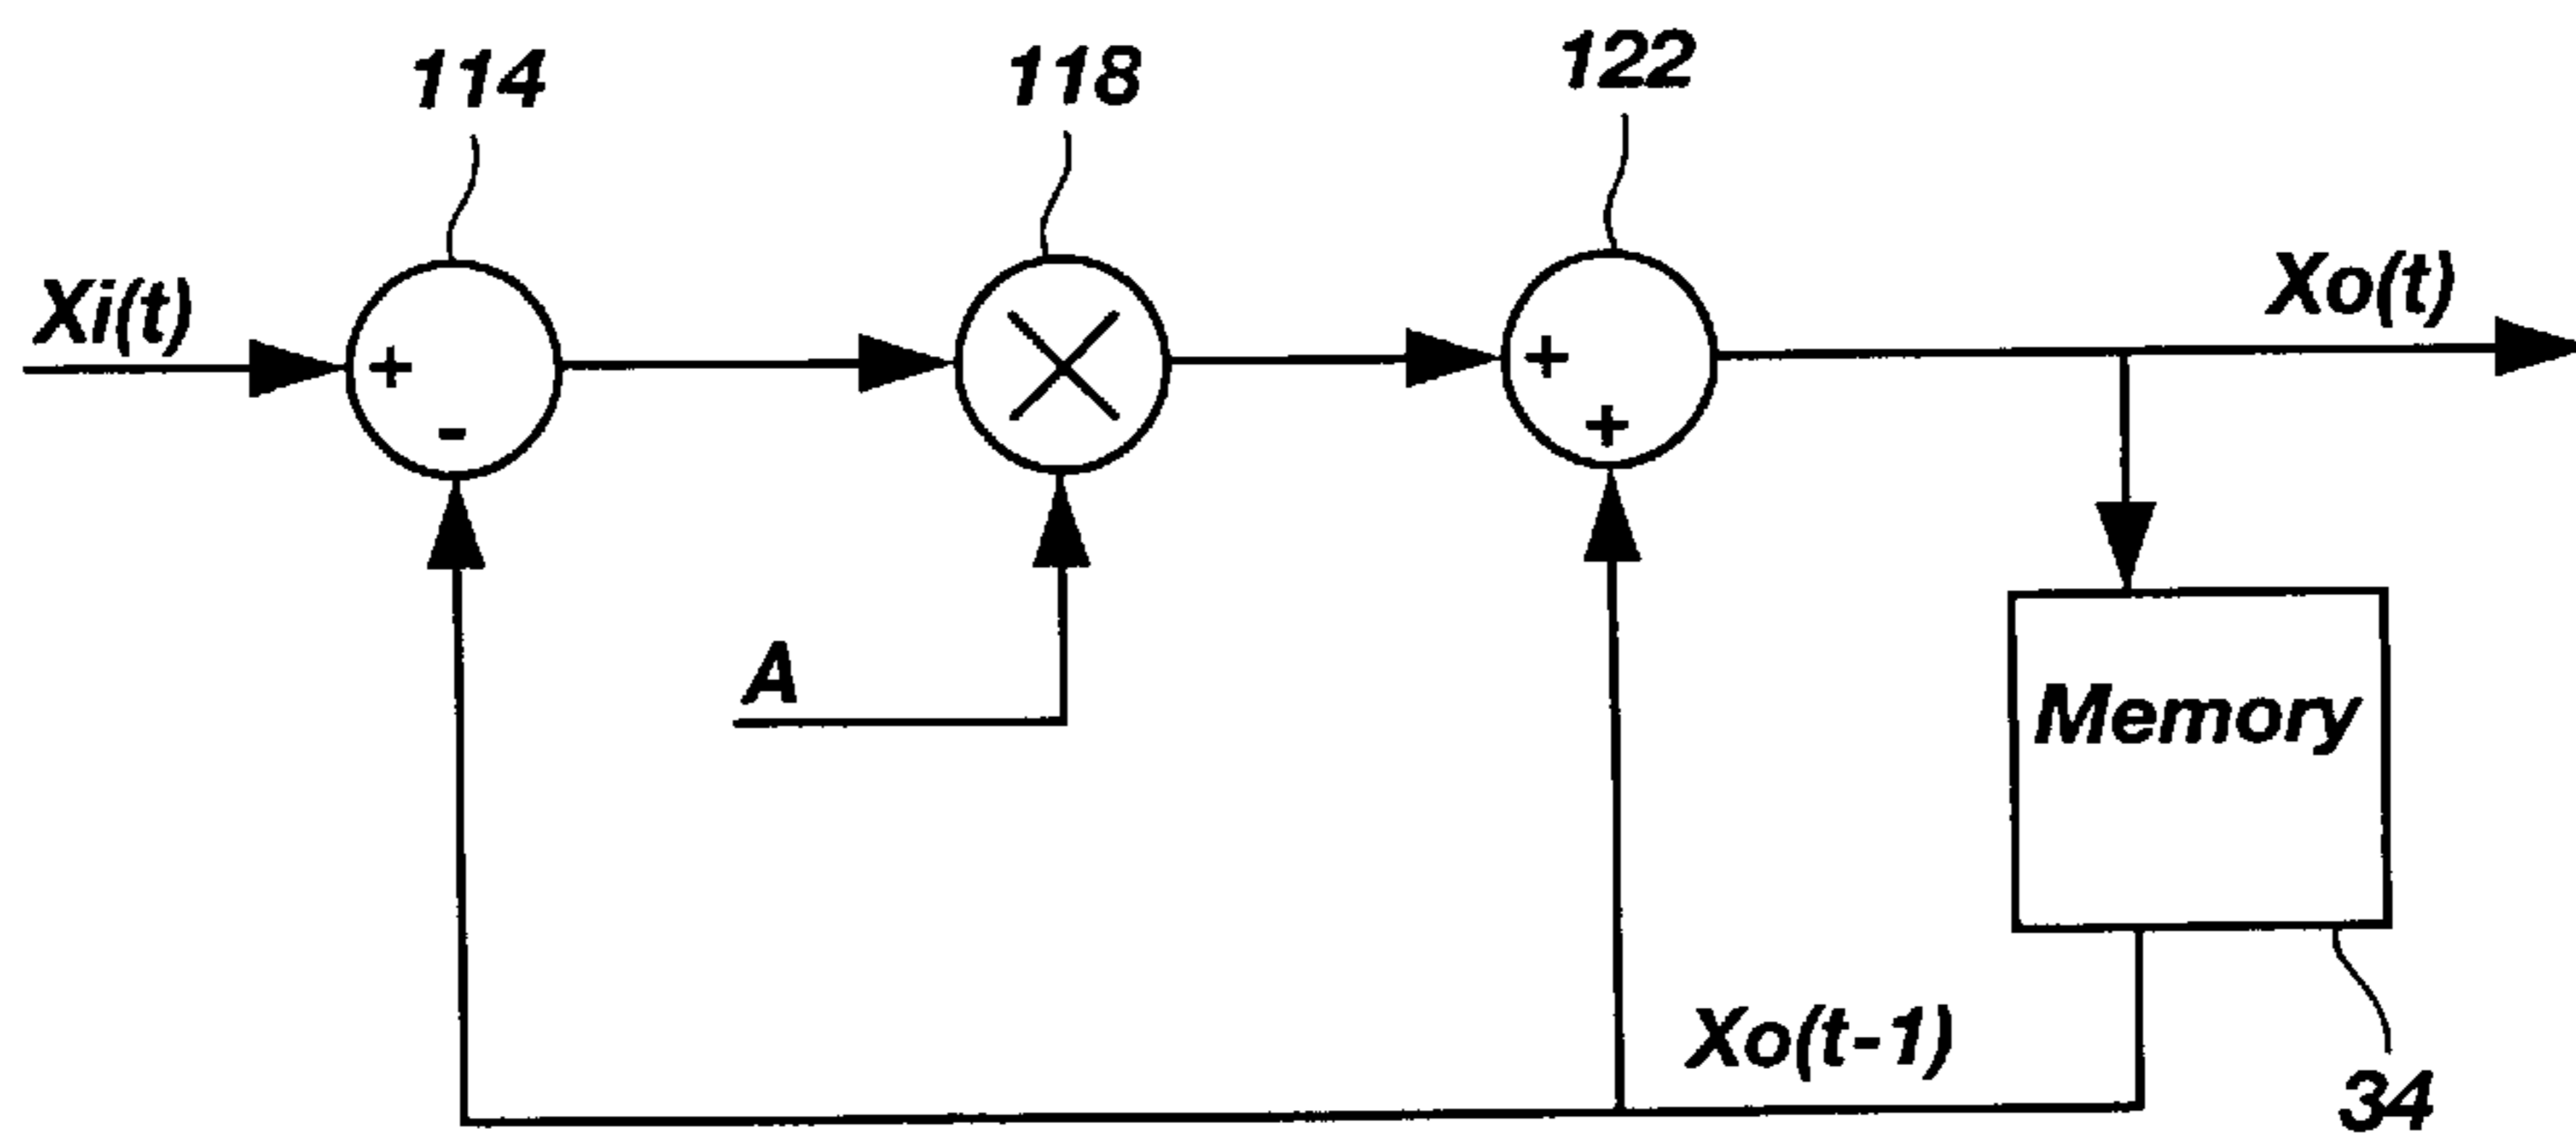 114
118
122
Xi(t)
Xo(t)
+
-
+
+
A
Memory
Xo(t-1)
34